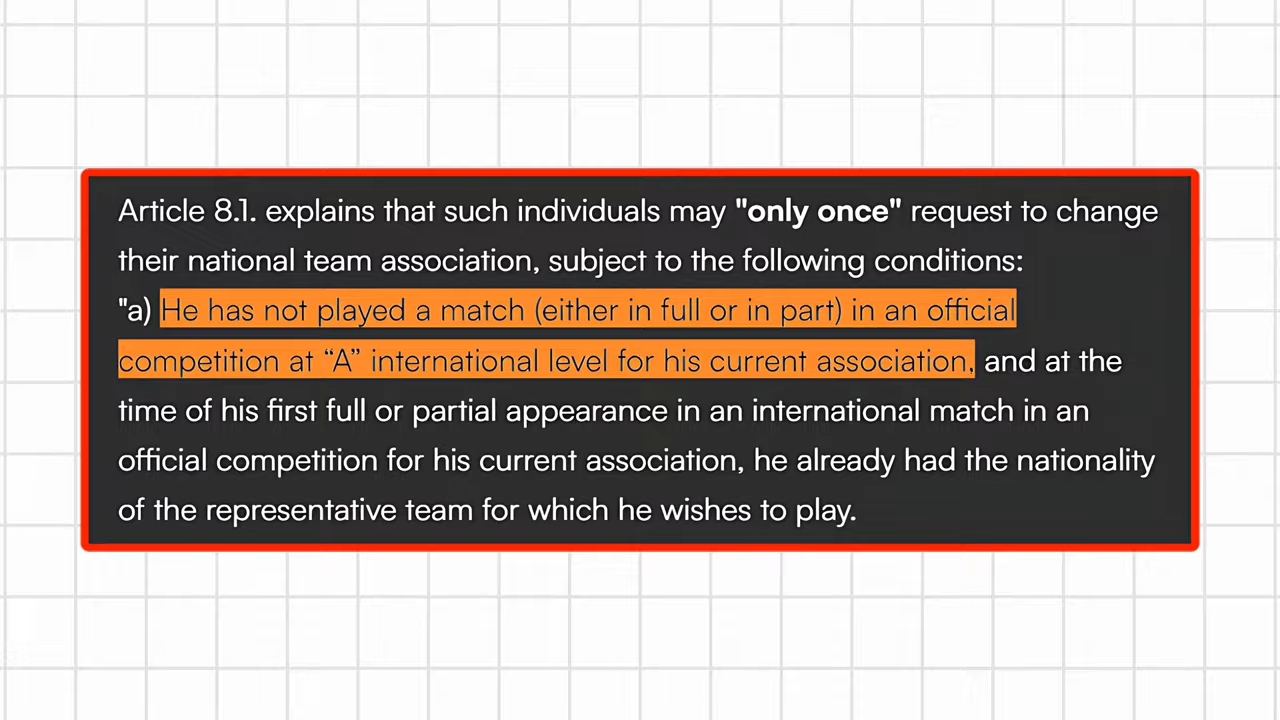 Article 8.1. explains that such individuals may "only once" request to change
their national team association, subject to the following conditions:
"a) He has not played a match (either in full or in part) in an official
competition at “A” international level for his current association, and at the
time of his first full or partial appearance in an international match in an
official competition for his current association, he already had the nationality
of the representative team for which he wishes to play.